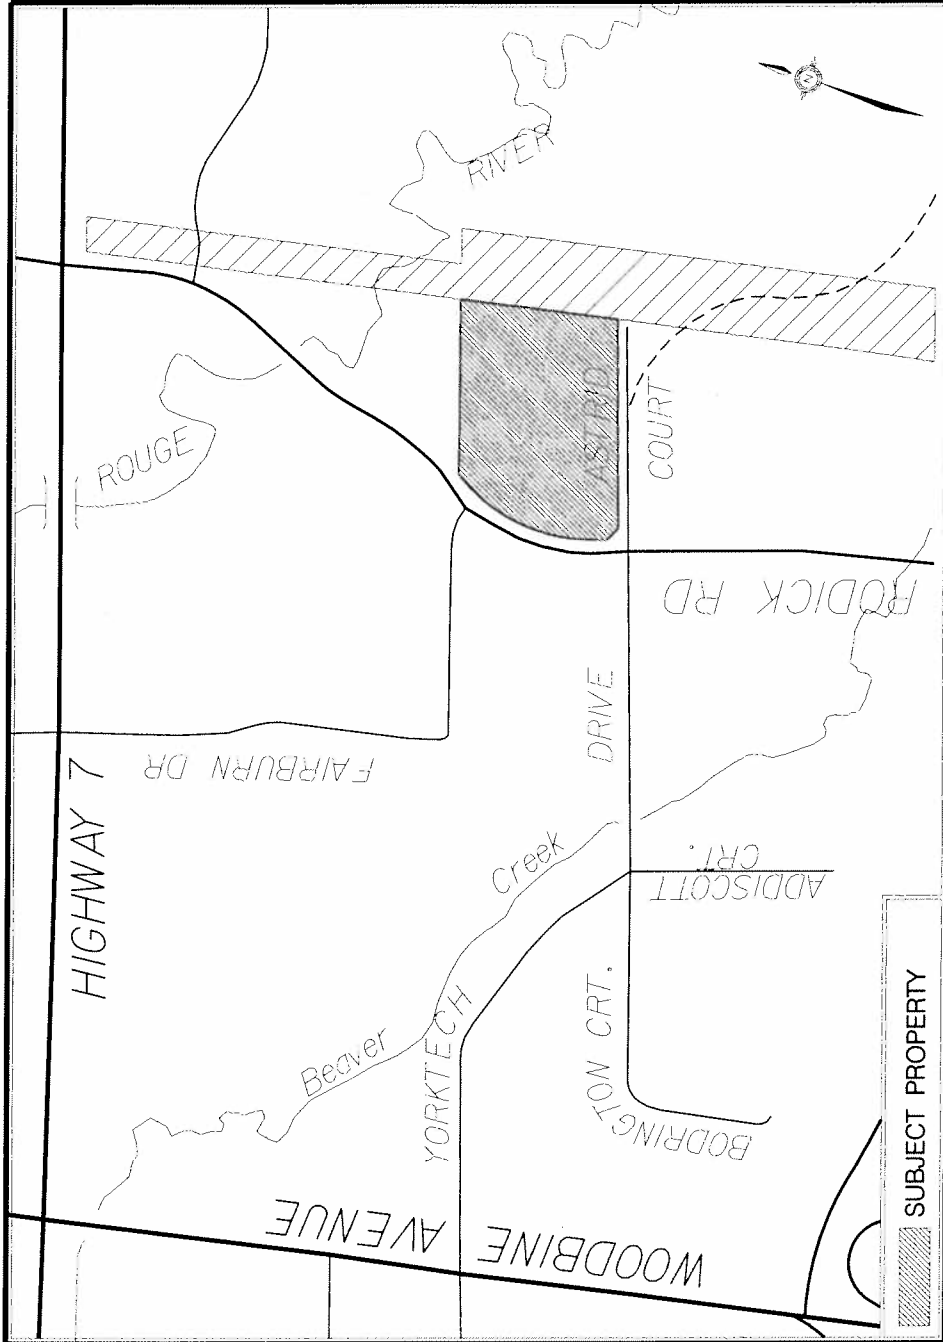 HIGHWAY 7
ROUGE
RIVER
FAIRBURN DR
Beaver
Creek
YORKTECH
DRIVE
ASTRID
COURT
RODICK RD
ADDISCOTT
CRT.
BODRINGTON CRT.
WOODBINE AVENUE
N
SUBJECT PROPERTY